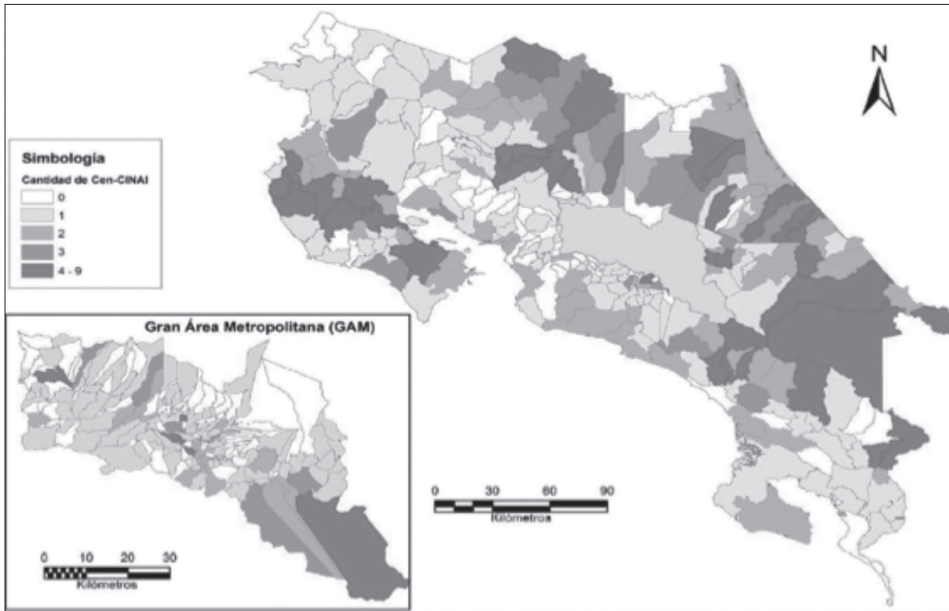 N
Simbología
Cantidad de Cen-CINAI
0
1
2
3
4 - 9
Gran Área Metropolitana (GAM)
0 30 60 90
Kilómetros
0 10 20 30
Kilómetros